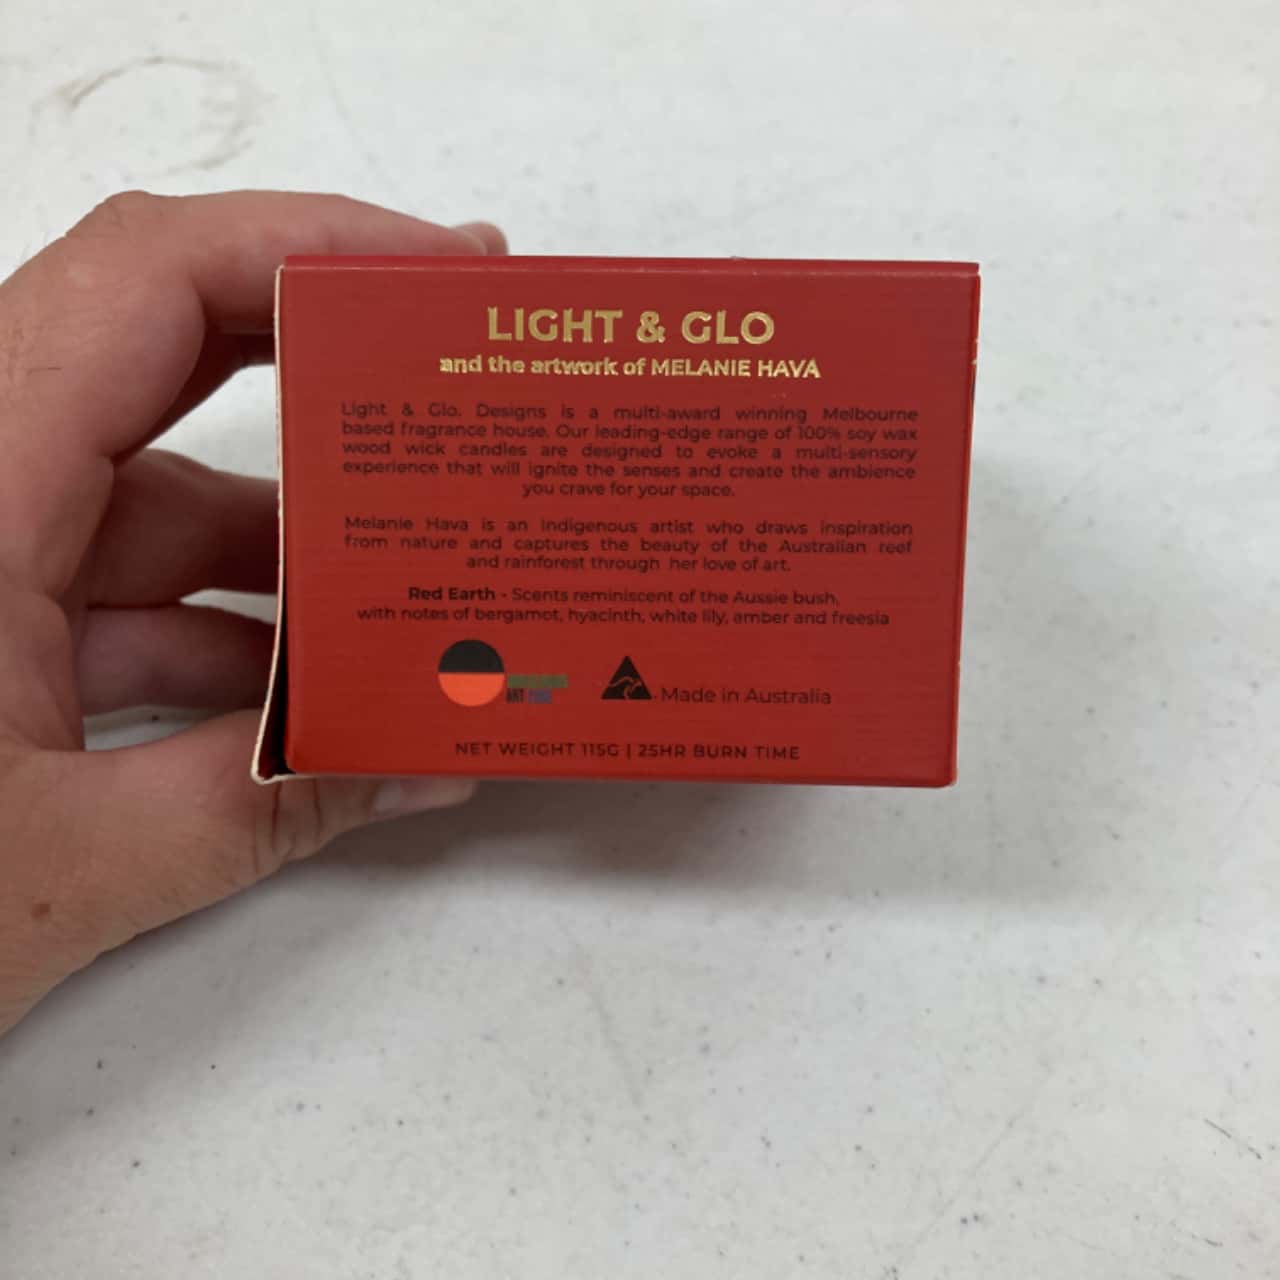 LIGHT & GLO
and the artwork of MELANIE HAVA
Light & Glo. Designs is a multi-award winning Melbourne
based fragrance house. Our leading-edge range of 100% soy wax
wood wick candles are designed to evoke a multi-sensory
experience that will ignite the senses and create the ambience
you crave for your space.
Melanie Hava is an Indigenous artist who draws inspiration
from nature and captures the beauty of the Australian reef
and rainforest through her love of art.
Red Earth - Scents reminiscent of the Aussie bush,
with notes of bergamot, hyacinth, white lily, amber and freesia
ART
Made in Australia
NET WEIGHT 115G | 25HR BURN TIME